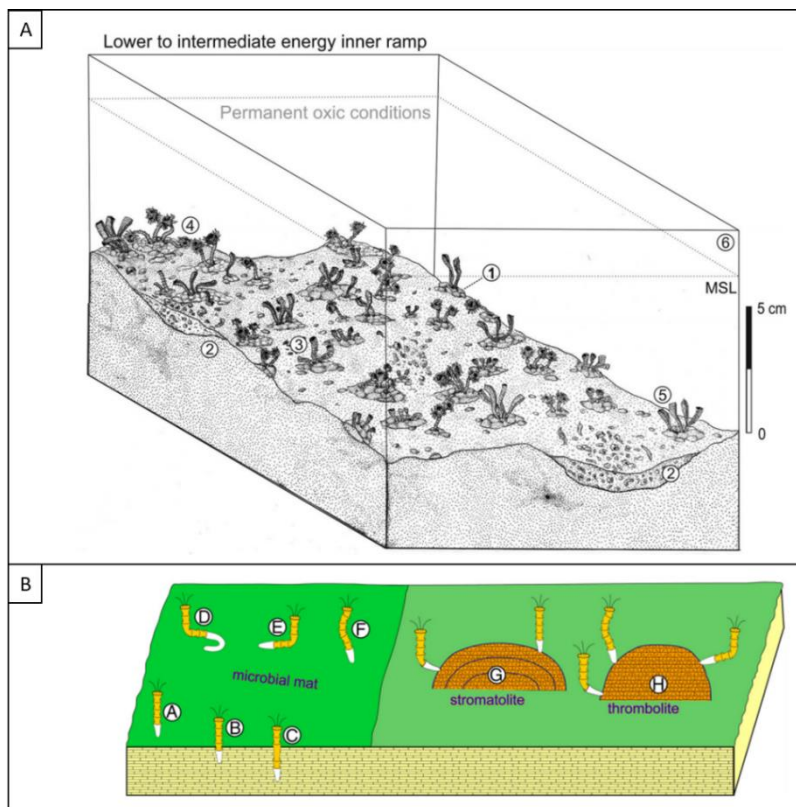 A
Lower to intermediate energy inner ramp
Permanent oxic conditions
⑥
④
①
MSL
5 cm
③
②
⑤
0
②
B
D
E
F
microbial mat
G
H
stromatolite
thrombolite
A
B
C